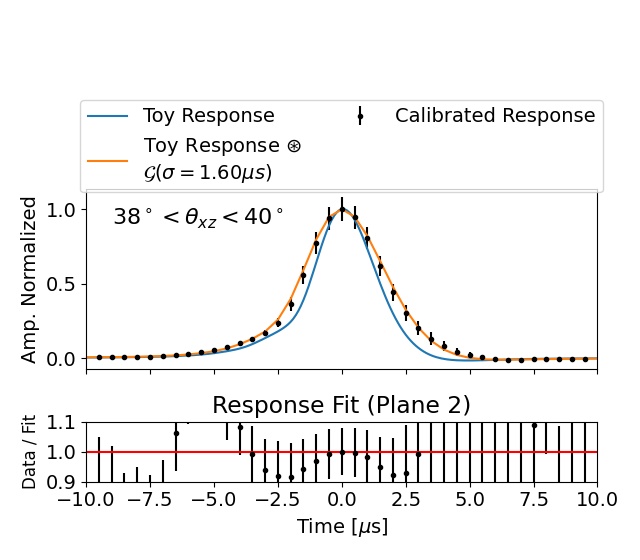 Toy Response
Calibrated Response
Toy Response ⊛
𝒢(σ = 1.60μs)
38° < θxz < 40°
Amp. Normalized
1.0
0.5
0.0
Response Fit (Plane 2)
Data / Fit
1.1
1.0
0.9
−10.0 −7.5 −5.0 −2.5 0.0 2.5 5.0 7.5 10.0
Time [μs]